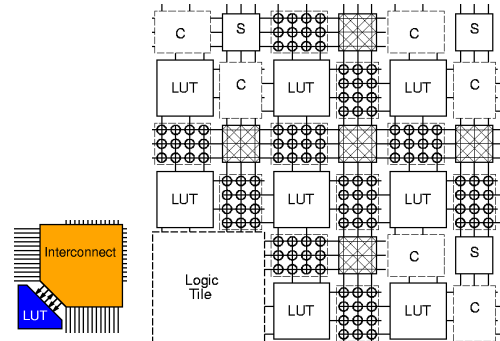 C S C S
LUT C LUT LUT C
LUT LUT LUT
Interconnect
LUT
Logic
Tile
C S
LUT LUT C